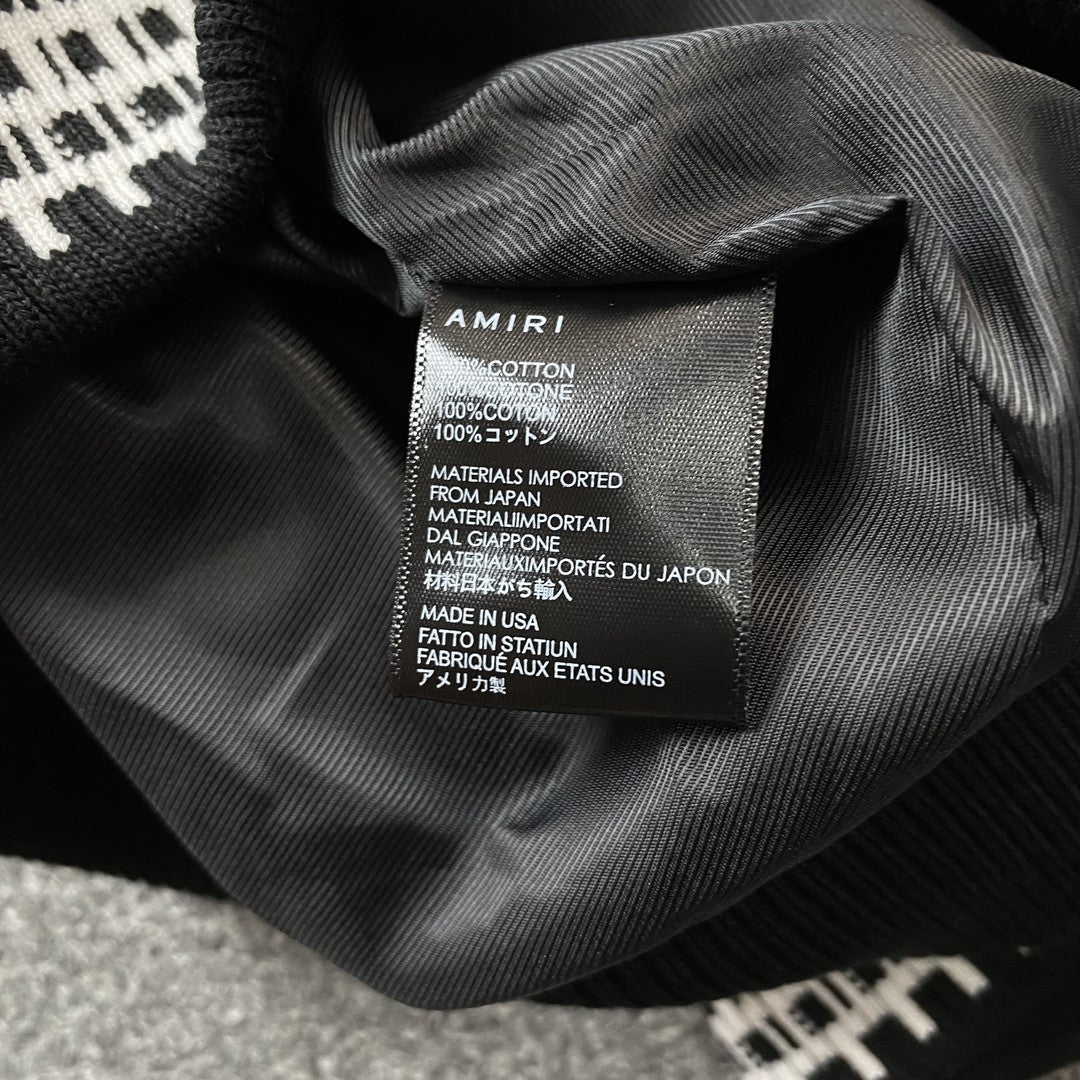 AMIRI
COTTON
100%COTON
100%コットン
MATERIALS IMPORTED
FROM JAPAN
MATERIALIIMPORTATI
DAL GIAPPONE
MATERIAUXIMPORTÉS DU JAPON
材料日本がち輸入
MADE IN USA
FATTO IN STATIUN
FABRIQUÉ AUX ETATS UNIS
アメリカ製